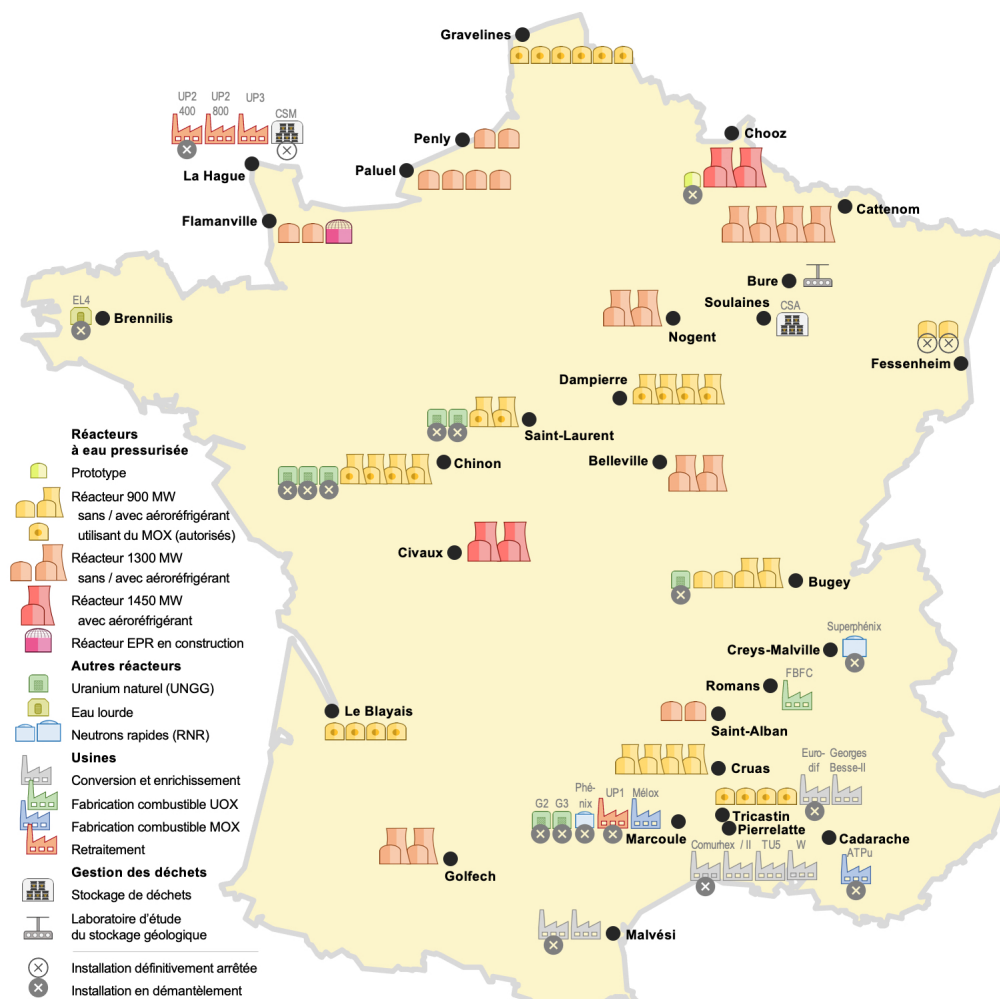 Gravelines
UP2
400
UP2
800
UP3
CSM
La Hague
Penly
Paluel
Chooz
Flamanville
Cattenom
EL4
Brennilis
Bure
Soulaines
CSA
Nogent
Fessenheim
Dampierre
Saint-Laurent
Chinon
Belleville
Civaux
Bugey
Superphénix
Creys-Malville
Romans
FBFC
Le Blayais
Saint-Alban
Cruas
Euro-
dif
Georges
Besse-II
G2
G3
Phé-
nix
UP1
Mélox
Marcoule
Tricastin
Pierrelatte
Cadarache
Comurhex / II
TU5
W
ATPu
Golfech
Malvési
Réacteurs
à eau pressurisée
Prototype
Réacteur 900 MW
sans / avec aéroréfrigérant
utilisant du MOX (autorisés)
Réacteur 1300 MW
sans / avec aéroréfrigérant
Réacteur 1450 MW
avec aéroréfrigérant
Réacteur EPR en construction
Autres réacteurs
Uranium naturel (UNGG)
Eau lourde
Neutrons rapides (RNR)
Usines
Conversion et enrichissement
Fabrication combustible UOX
Fabrication combustible MOX
Retraitement
Gestion des déchets
Stockage de déchets
Laboratoire d'étude
du stockage géologique
Installation définitivement arrêtée
Installation en démantèlement